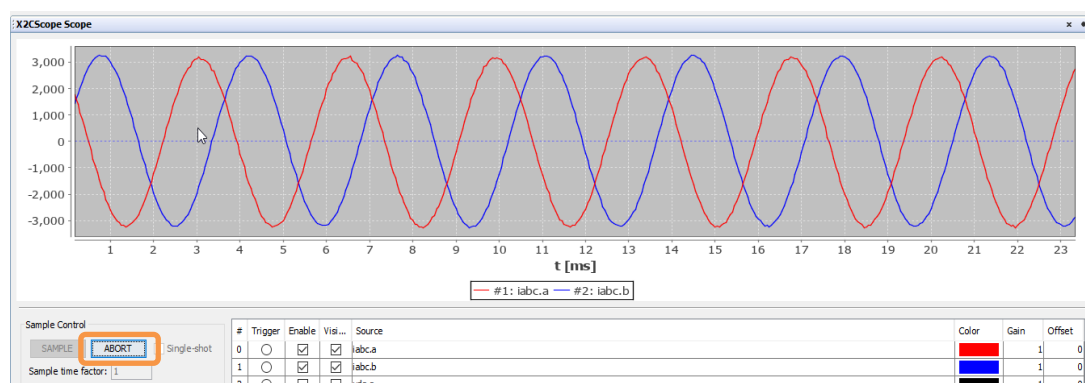 X2CScope Scope
3,000
2,000
1,000
0
-1,000
-2,000
-3,000
1 2 3 4 5 6 7 8 9 10 11 12 13 14 15 16 17 18 19 20 21 22 23
t [ms]
#1: iabc.a #2: iabc.b
Sample Control
SAMPLE ABORT Single-shot
Sample time factor: 1
# Trigger Enable Visi... Source Color Gain Offset
0 iabc.a 1 0
1 iabc.b 1 0